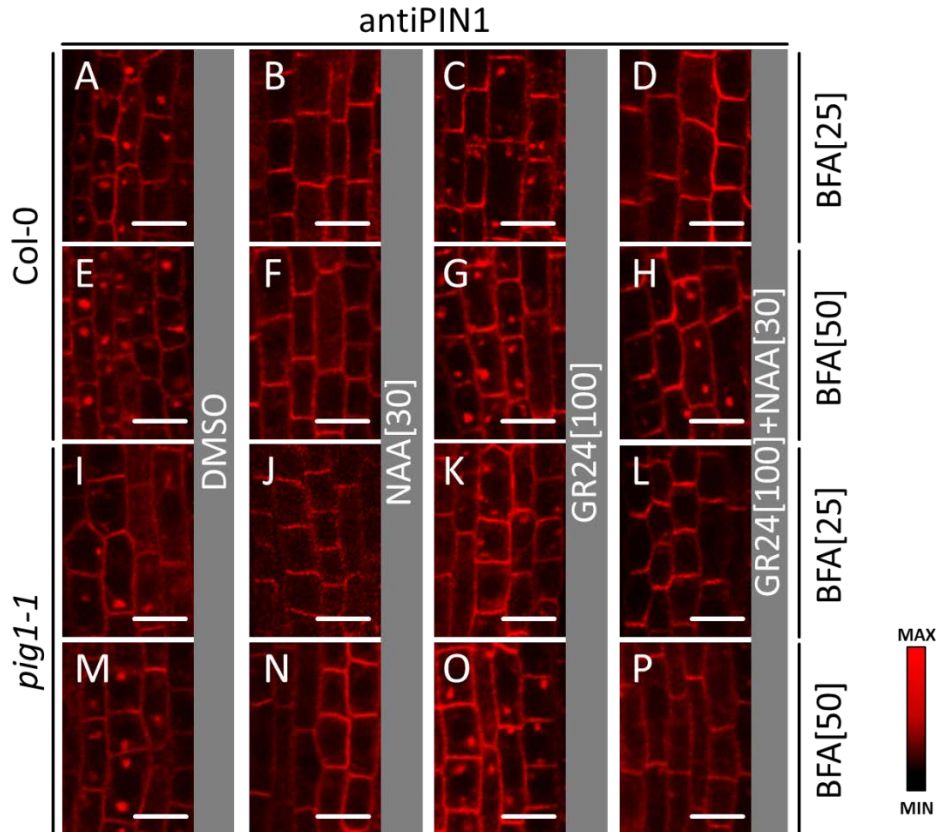 antiPIN1
Col-0
pig1-1
A
B
C
D
BFA[25]
E
F
G
H
BFA[50]
I
J
K
L
BFA[25]
M
N
O
P
BFA[50]
DMSO
NAA[30]
GR24[100]
GR24[100]+NAA[30]
MAX
MIN